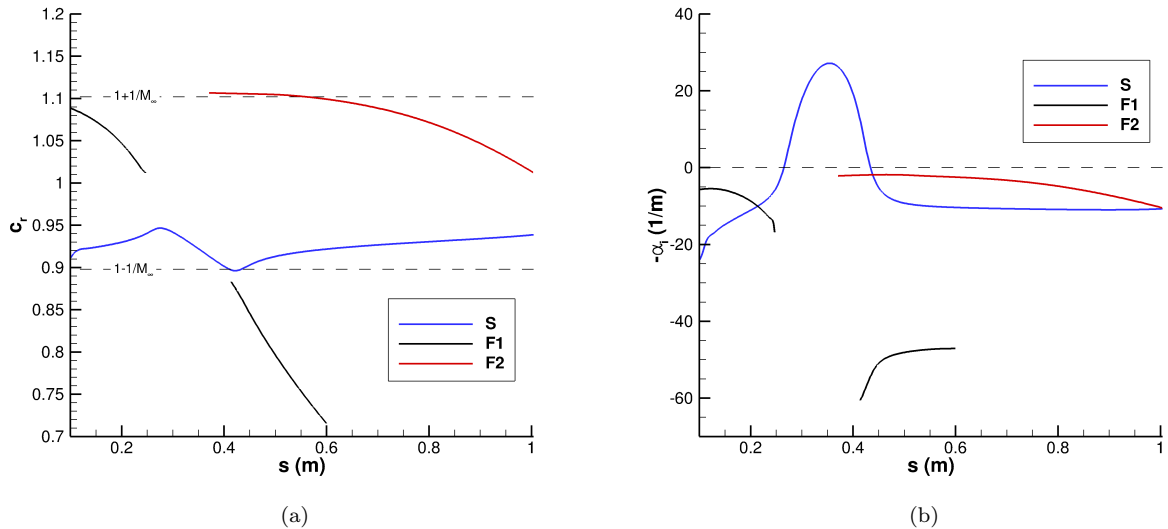 1.2
1.15
1.1
1.05
1
0.95
0.9
0.85
0.8
0.75
0.7
c_r
1+1/M_∞
1-1/M_∞
S
F1
F2
0.2
0.4
0.6
0.8
1
s (m)
(a)
40
20
0
-20
-40
-60
-α_i (1/m)
S
F1
F2
0.2
0.4
0.6
0.8
1
s (m)
(b)